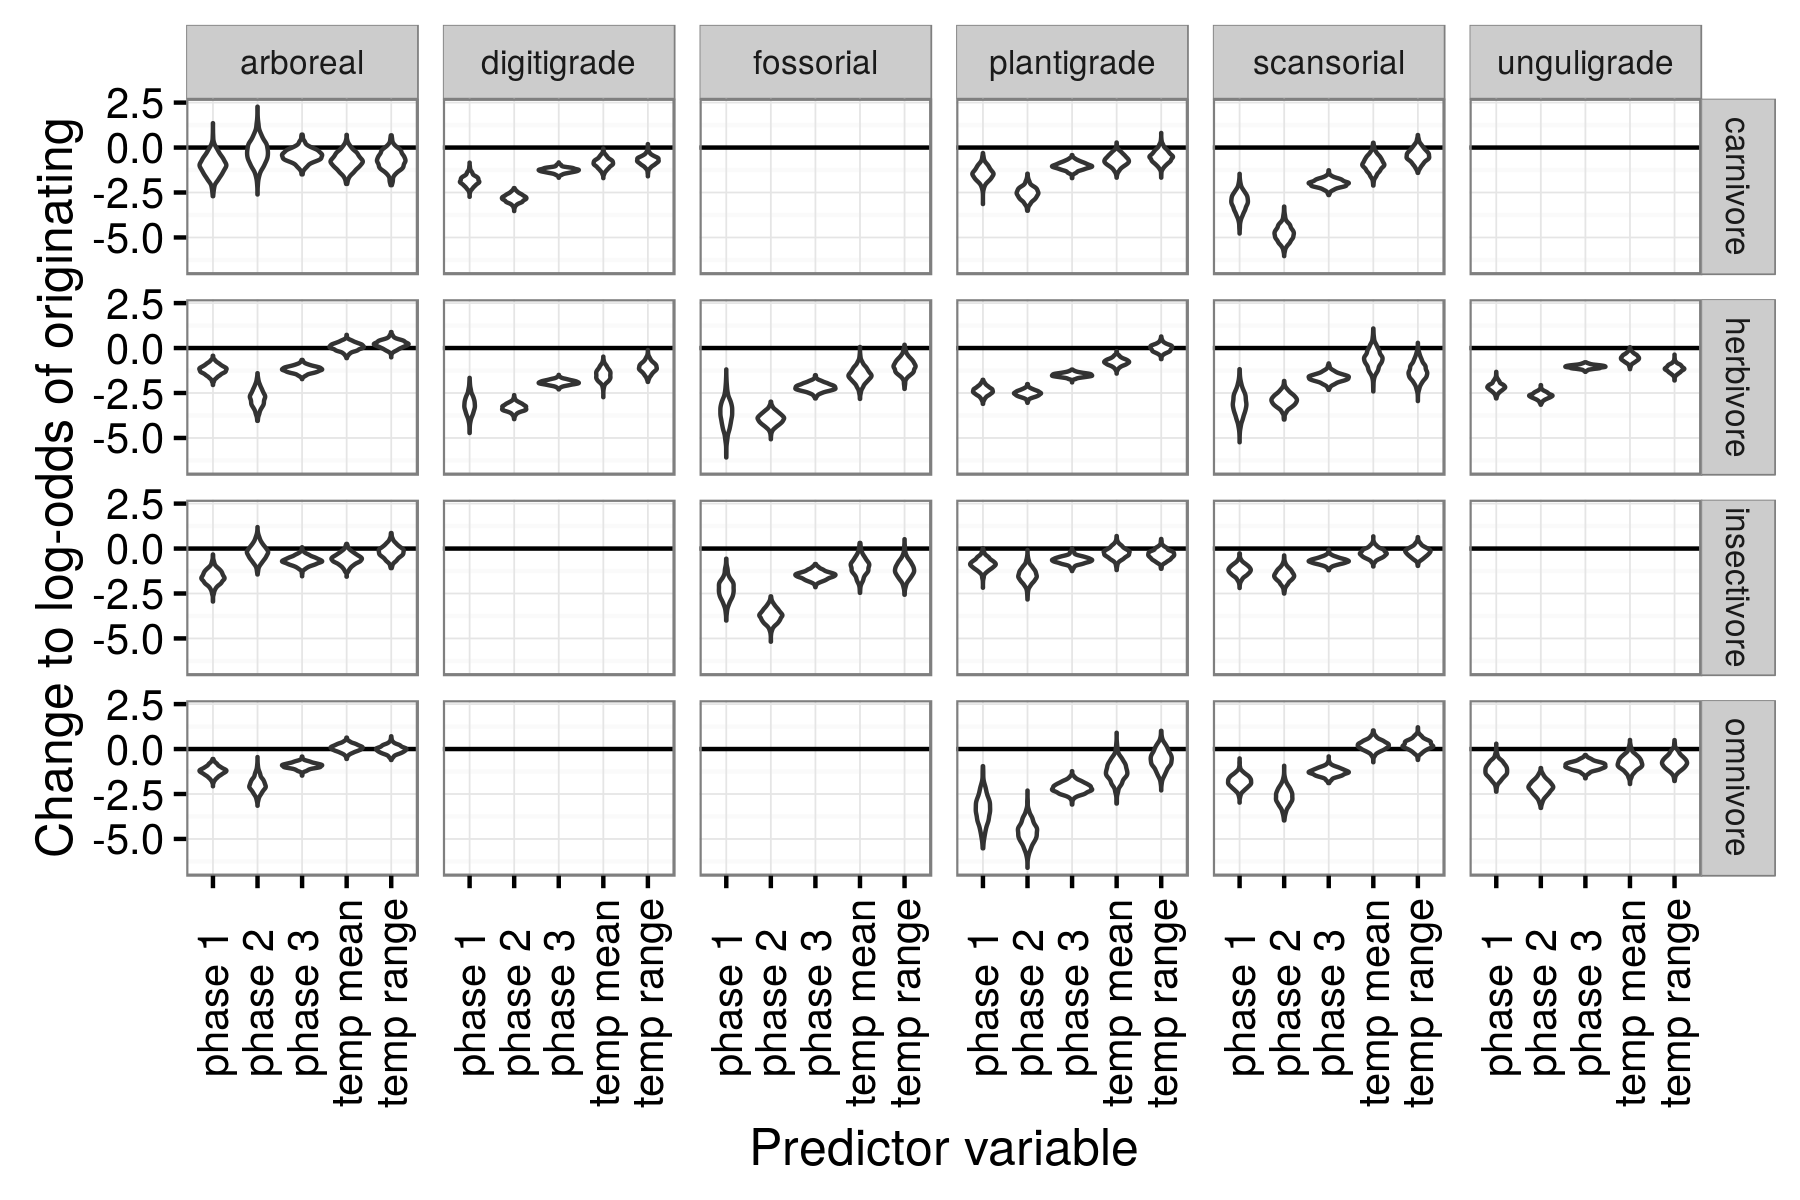 arboreal digitigrade fossorial plantigrade scansorial unguligrade
Change to log-odds of originating
2.5
0.0
-2.5
-5.0
carnivore
2.5
0.0
-2.5
-5.0
herbivore
2.5
0.0
-2.5
-5.0
insectivore
2.5
0.0
-2.5
-5.0
omnivore
phase 1 phase 2 phase 3 temp mean temp range phase 1 phase 2 phase 3 temp mean temp range phase 1 phase 2 phase 3 temp mean temp range phase 1 phase 2 phase 3 temp mean temp range phase 1 phase 2 phase 3 temp mean temp range phase 1 phase 2 phase 3 temp mean temp range
Predictor variable